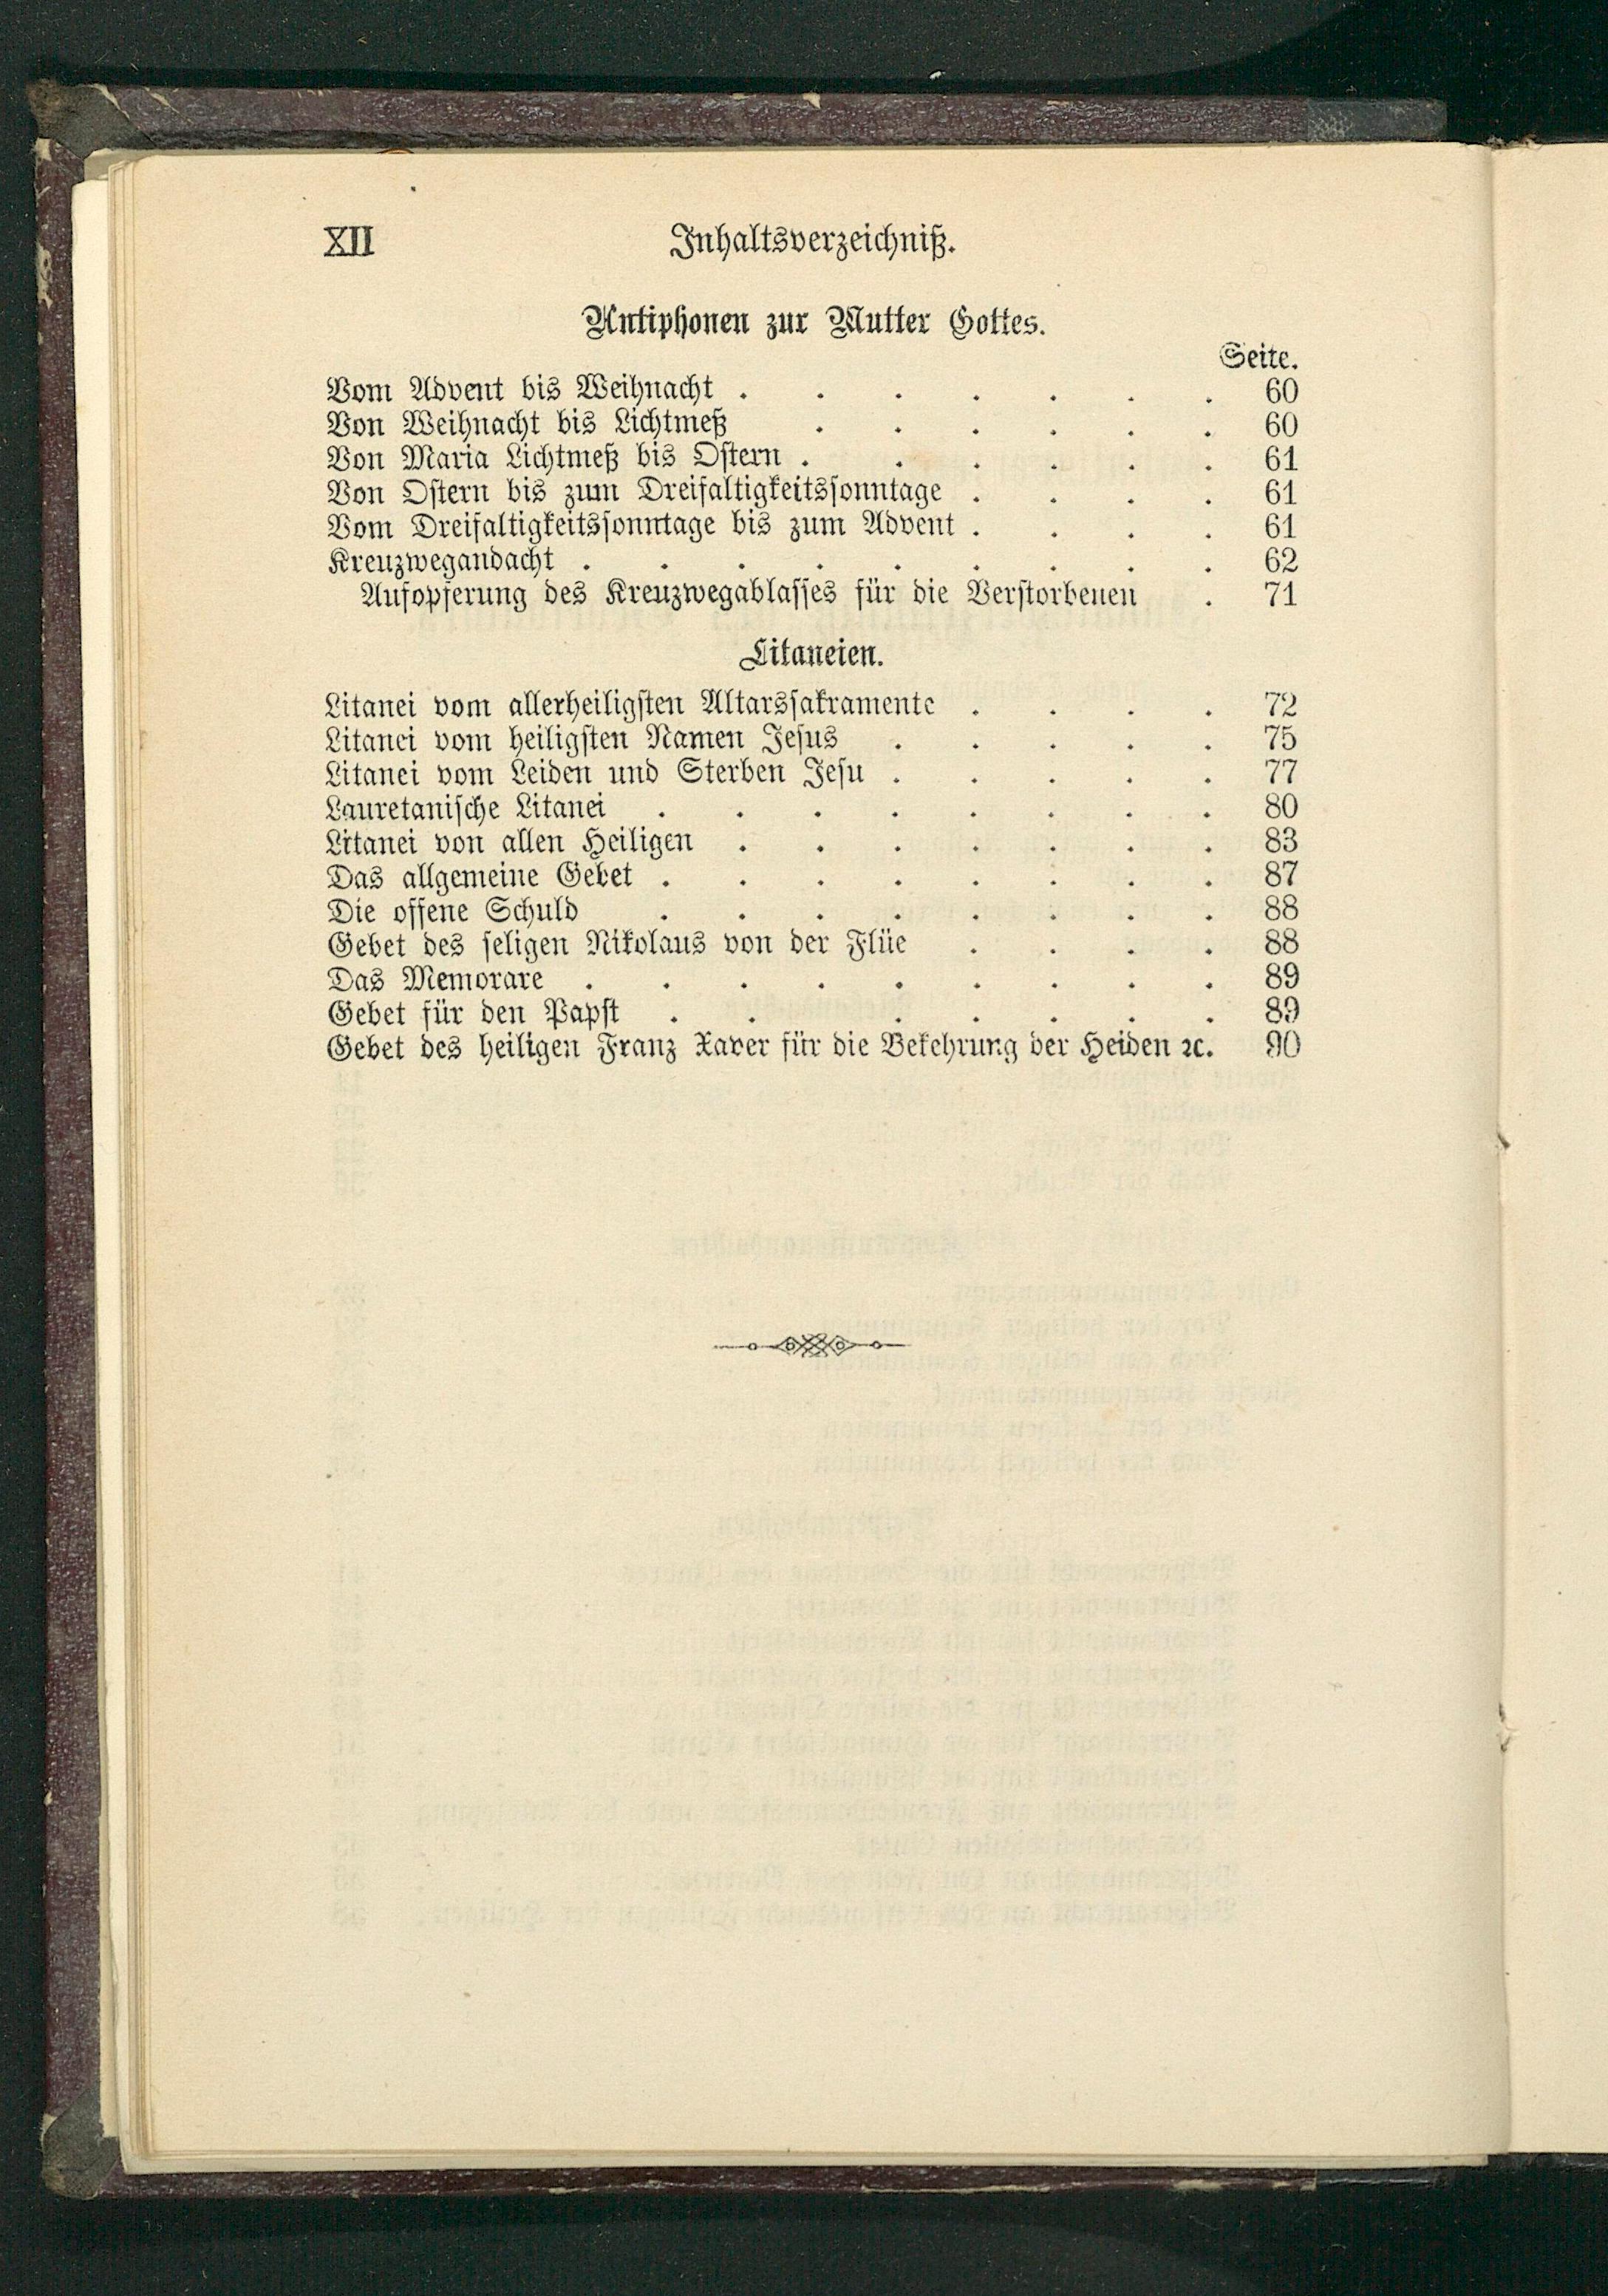 XII Inhaltsverzeichniß.
Antiphonen zur Mutter Gottes.
Seite.
Vom Advent bis Weihnacht . . . . . . . 60
Von Weihnacht bis Lichtmeß . . . . . . 60
Von Maria Lichtmeß bis Ostern . . . . . . 61
Von Ostern bis zum Dreifaltigkeitssonntage . . . . 61
Vom Dreifaltigkeitssonntage bis zum Advent . . . . 61
Kreuzwegandacht . . . . . . . . . 62
Aufopferung des Kreuzwegablasses für die Verstorbenen . 71
Litaneien.
Litanei vom allerheiligsten Altarssakramente . . . . 72
Litanei vom heiligsten Namen Jesus . . . . . 75
Litanei vom Leiden und Sterben Jesu . . . . . 77
Lauretanische Litanei . . . . . . . . 80
Litanei von allen Heiligen . . . . . . . 83
Das allgemeine Gebet . . . . . . . . 87
Die offene Schuld . . . . . . . . 88
Gebet des seligen Nikolaus von der Flüe . . . . 88
Das Memorare . . . . . . . . . 89
Gebet für den Papst . . . . . . . 89
Gebet des heiligen Franz Xaver für die Bekehrung der Heiden ꝛc. 90